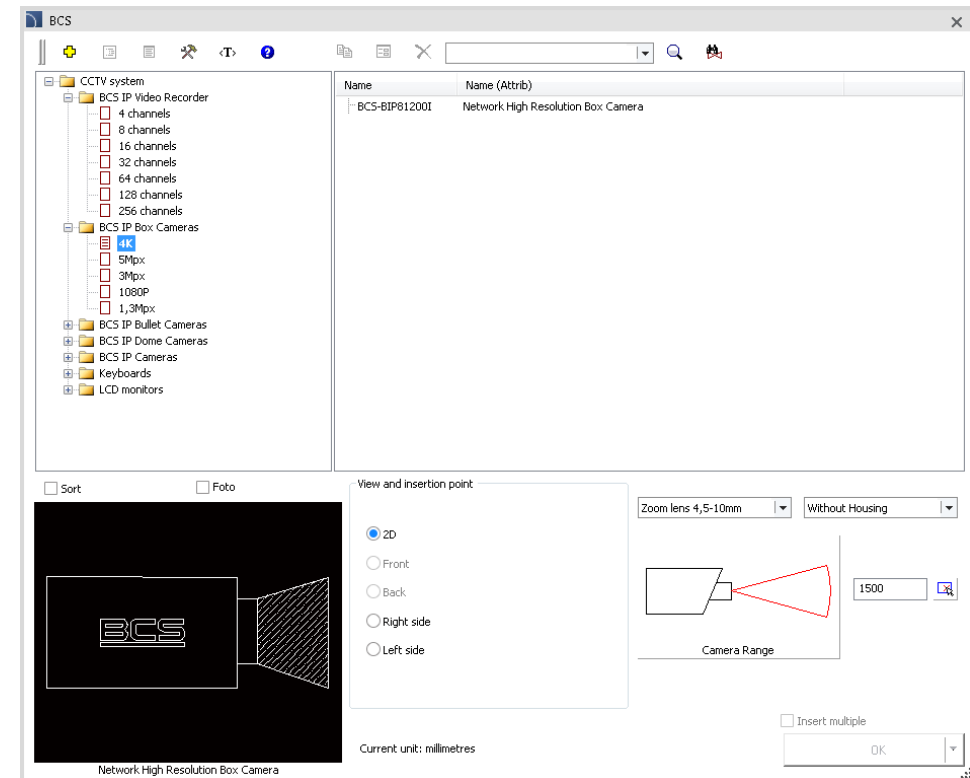 BCS
<T>
?
Name Name (Attrib)
CCTV system
BCS IP Video Recorder
4 channels
8 channels
16 channels
32 channels
64 channels
128 channels
256 channels
BCS IP Box Cameras
4K
5Mpx
3Mpx
1080P
1,3Mpx
BCS IP Bullet Cameras
BCS IP Dome Cameras
BCS IP Cameras
Keyboards
LCD monitors
BCS-BIP81200I Network High Resolution Box Camera
Sort
Foto
BCS
Network High Resolution Box Camera
View and insertion point
2D
Front
Back
Right side
Left side
Current unit: millimetres
Zoom lens 4,5-10mm
Without Housing
Camera Range
1500
Insert multiple
OK